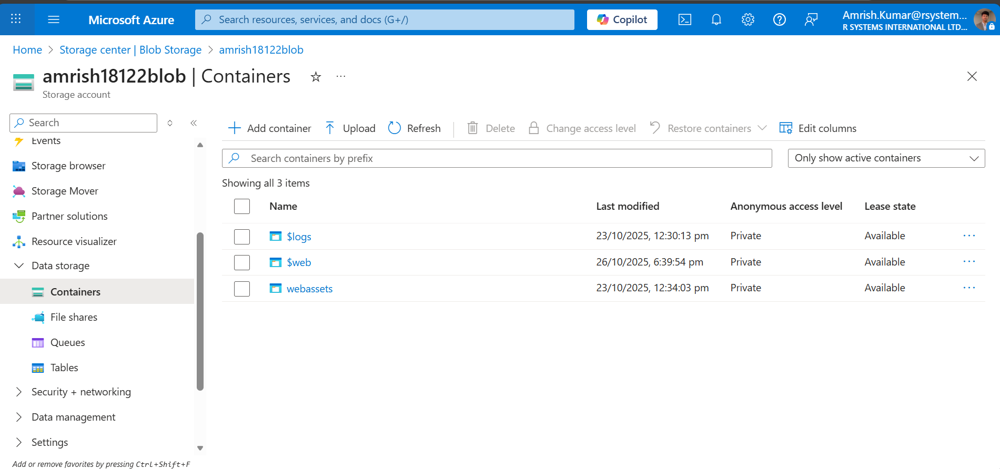 Microsoft Azure
Search resources, services, and docs (G+/)
Copilot
Amrish.Kumar@rsystem...
R SYSTEMS INTERNATIONAL LTD...
Home > Storage center | Blob Storage > amrish18122blob
amrish18122blob | Containers
Storage account
Search
Events
Storage browser
Storage Mover
Partner solutions
Resource visualizer
Data storage
Containers
File shares
Queues
Tables
Security + networking
Data management
Settings
Add or remove favorites by pressing Ctrl+Shift+F
Add container Upload Refresh Delete Change access level Restore containers Edit columns
Search containers by prefix
Only show active containers
Showing all 3 items
Name Last modified Anonymous access level Lease state
$logs 23/10/2025, 12:30:13 pm Private Available
$web 26/10/2025, 6:39:54 pm Private Available
webassets 23/10/2025, 12:34:03 pm Private Available